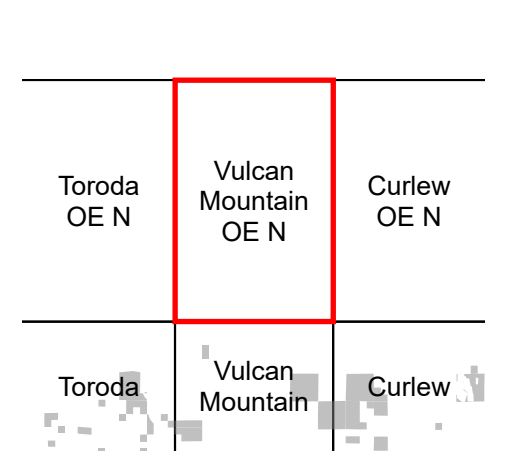 Toroda
OE N
Vulcan
Mountain
OE N
Curlew
OE N
Toroda
Vulcan
Mountain
Curlew